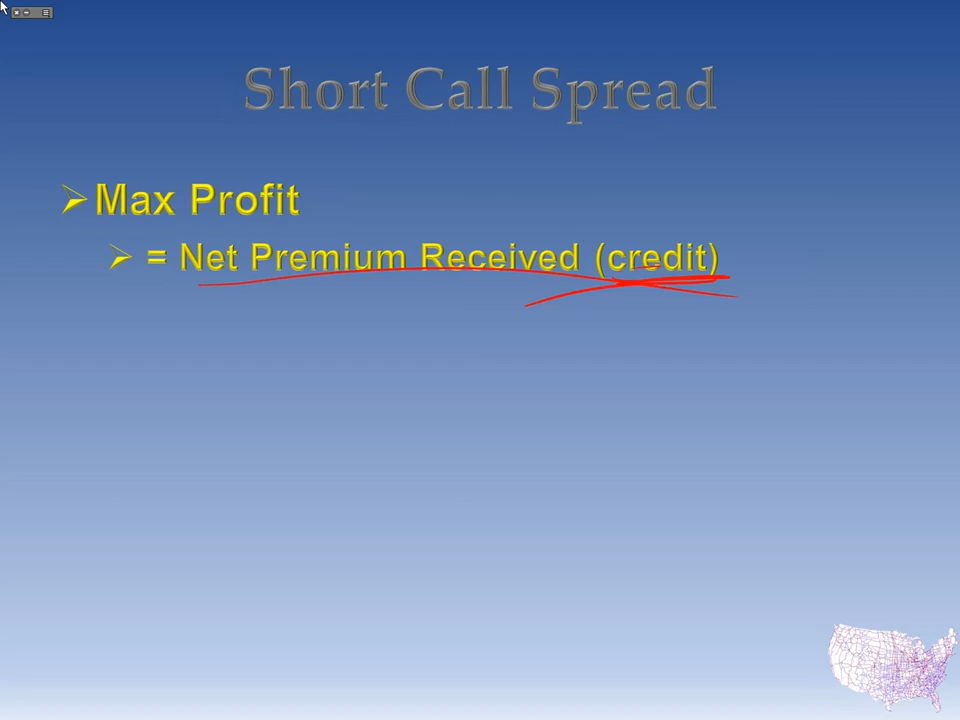 Short Call Spread
Max Profit
= Net Premium Received (credit)